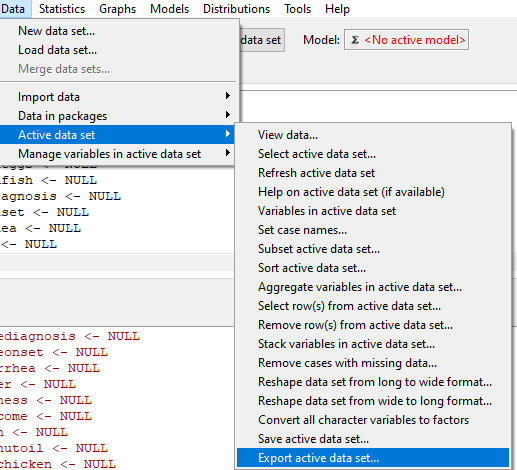 Data Statistics Graphs Models Distributions Tools Help
New data set...
Load data set...
Merge data sets...
Import data
Data in packages
Active data set
Manage variables in active data set
data set Model: Σ <No active model>
View data...
Select active data set...
Refresh active data set
Help on active data set (if available)
Variables in active data set
Set case names...
Subset active data set...
Sort active data set...
Aggregate variables in active data set...
Select row(s) from active data set...
Remove row(s) from active data set...
Stack variables in active data set...
Remove cases with missing data...
Reshape data set from long to wide format...
Reshape data set from wide to long format...
Convert all character variables to factors
Save active data set...
Export active data set...
fish <- NULL
agnosis <- NULL
set <- NULL
ea <- NULL
<- NULL
ediagnosis <- NULL
eonset <- NULL
rrhea <- NULL
er <- NULL
ness <- NULL
come <- NULL
n <- NULL
nutoil <- NULL
chicken <- NULL